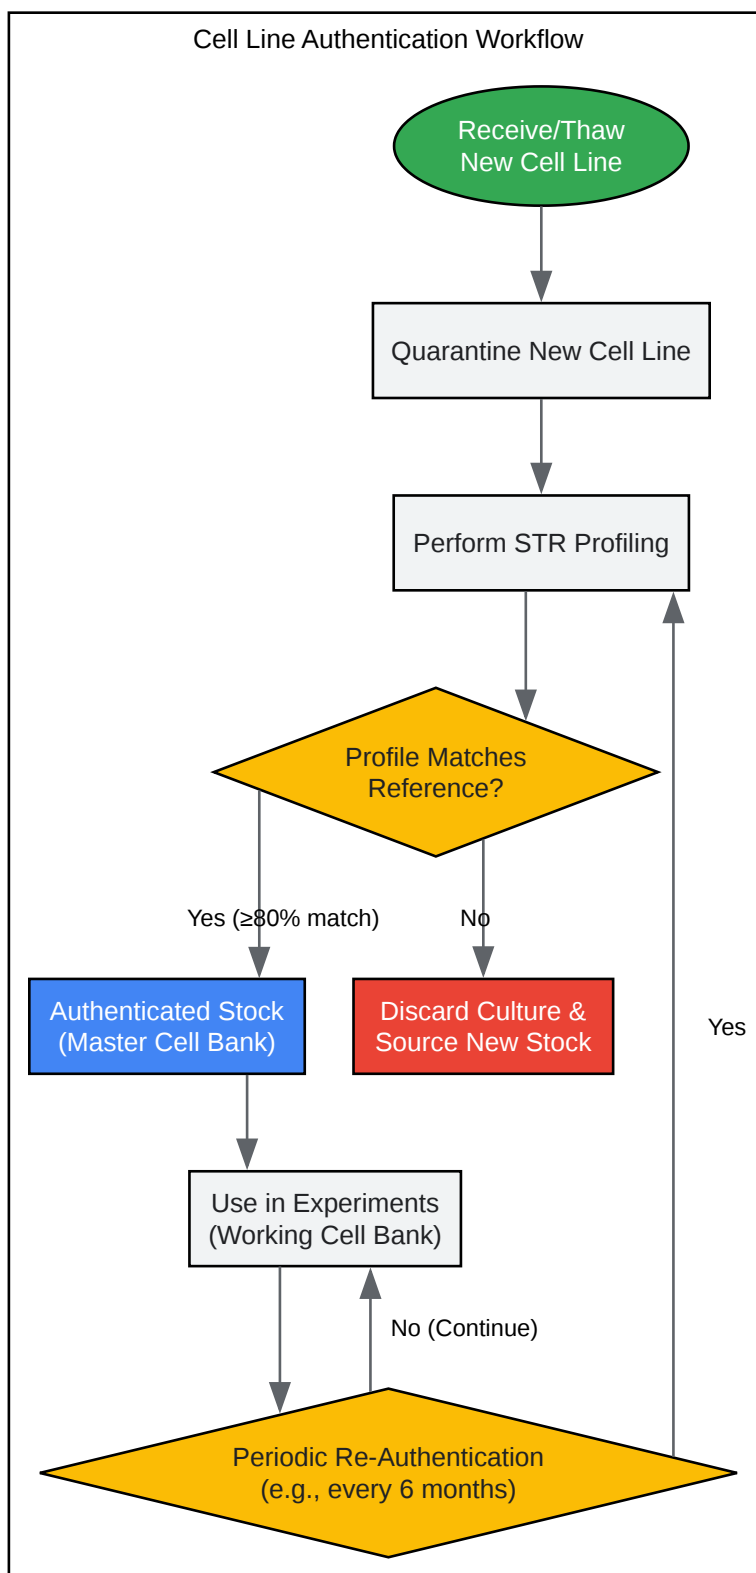 Cell Line Authentication Workflow
Receive/Thaw
New Cell Line
Quarantine New Cell Line
Perform STR Profiling
Profile Matches
Reference?
Yes (≥80% match)
No
Authenticated Stock
(Master Cell Bank)
Discard Culture &
Source New Stock
Yes
Use in Experiments
(Working Cell Bank)
No (Continue)
Periodic Re-Authentication
(e.g., every 6 months)